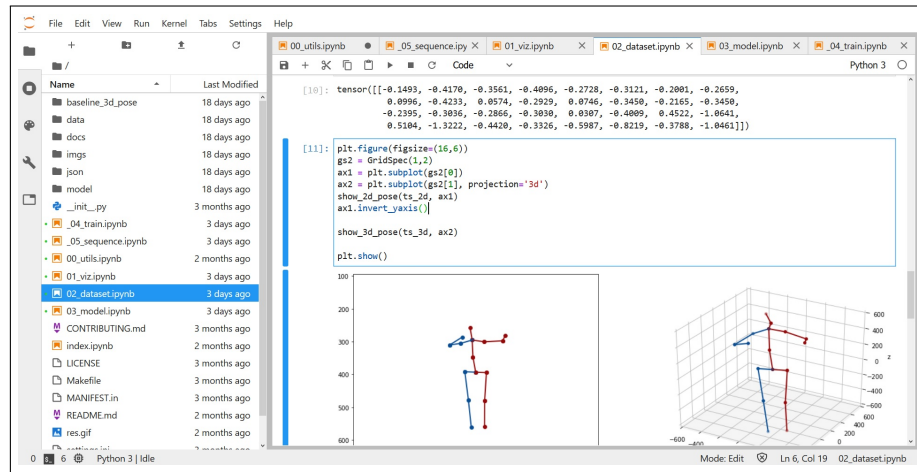 File Edit View Run Kernel Tabs Settings Help
00_utils.ipynb _05_sequence.ipy 01_viz.ipynb 02_dataset.ipynb 03_model.ipynb _04_train.ipynb
Code Python 3
/
Name Last Modified
baseline_3d_pose 18 days ago
data 18 days ago
docs 18 days ago
imgs 18 days ago
json 18 days ago
model 18 days ago
__init__.py 3 months ago
_04_train.ipynb 3 days ago
_05_sequence.ipynb 3 days ago
00_utils.ipynb 2 months ago
01_viz.ipynb 3 days ago
02_dataset.ipynb 3 days ago
03_model.ipynb 3 days ago
CONTRIBUTING.md 3 months ago
index.ipynb 2 months ago
LICENSE 3 months ago
Makefile 3 months ago
MANIFEST.in 3 months ago
README.md 2 months ago
res.gif 2 months ago
[10]: tensor([[-0.1493, -0.4170, -0.3561, -0.4096, -0.2728, -0.3121, -0.2001, -0.2659,
0.0996, -0.4233, 0.0574, -0.2929, 0.0746, -0.3450, -0.2165, -0.3450,
-0.2395, -0.3036, -0.2866, -0.3030, 0.0307, -0.4009, 0.4522, -1.0641,
0.5104, -1.3222, -0.4420, -0.3326, -0.5987, -0.8219, -0.3788, -1.0461]])
[11]: plt.figure(figsize=(16,6))
gs2 = GridSpec(1,2)
ax1 = plt.subplot(gs2[0])
ax2 = plt.subplot(gs2[1], projection='3d')
show_2d_pose(ts_2d, ax1)
ax1.invert_yaxis()
show_3d_pose(ts_3d, ax2)
plt.show()
100
200
300
400
500
600
600
400
200
0 z
-200
-400
-600
600
400
200
0
-600
-400
0 6 Python 3 | Idle Mode: Edit Ln 6, Col 19 02_dataset.ipynb